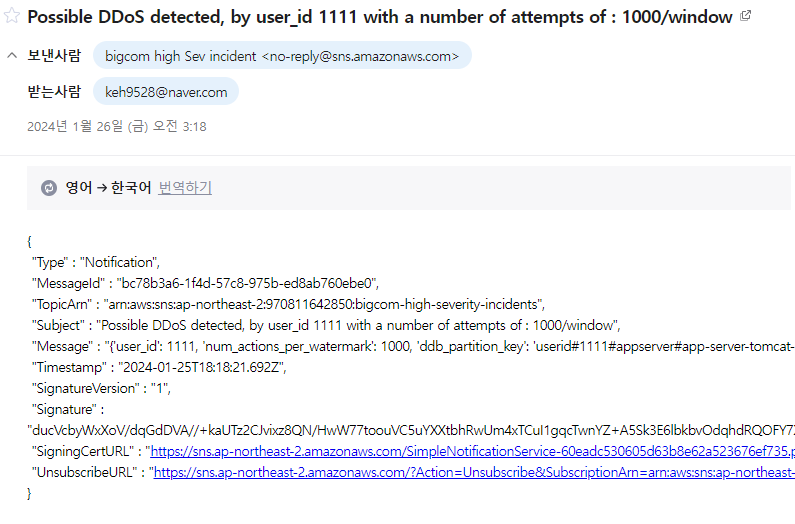 Possible DDoS detected, by user_id 1111 with a number of attempts of : 1000/window
보낸사람 bigcom high Sev incident <no-reply@sns.amazonaws.com>
받는사람 keh9528@naver.com
2024년 1월 26일 (금) 오전 3:18
영어 → 한국어 번역하기
{
"Type" : "Notification",
"MessageId" : "bc78b3a6-1f4d-57c8-975b-ed8ab760ebe0",
"TopicArn" : "arn:aws:sns:ap-northeast-2:970811642850:bigcom-high-severity-incidents",
"Subject" : "Possible DDoS detected, by user_id 1111 with a number of attempts of : 1000/window",
"Message" : "{'user_id': 1111, 'num_actions_per_watermark': 1000, 'ddb_partition_key': 'userid#1111#appserver#app-server-tomcat-
"Timestamp" : "2024-01-25T18:18:21.692Z",
"SignatureVersion" : "1",
"Signature" :
"ducVcbyWxXoV/dqGdDVA//+kaUTz2CJvixz8QN/HwW77toouVC5uYXXtbhRwUm4xTCuI1gqcTwnYZ+A5Sk3E6lbkbvOdqhdRQOFY7
"SigningCertURL" : "https://sns.ap-northeast-2.amazonaws.com/SimpleNotificationService-60eadc530605d63b8e62a523676ef735.p
"UnsubscribeURL" : "https://sns.ap-northeast-2.amazonaws.com/?Action=Unsubscribe&SubscriptionArn=arn:aws:sns:ap-northeast-
}